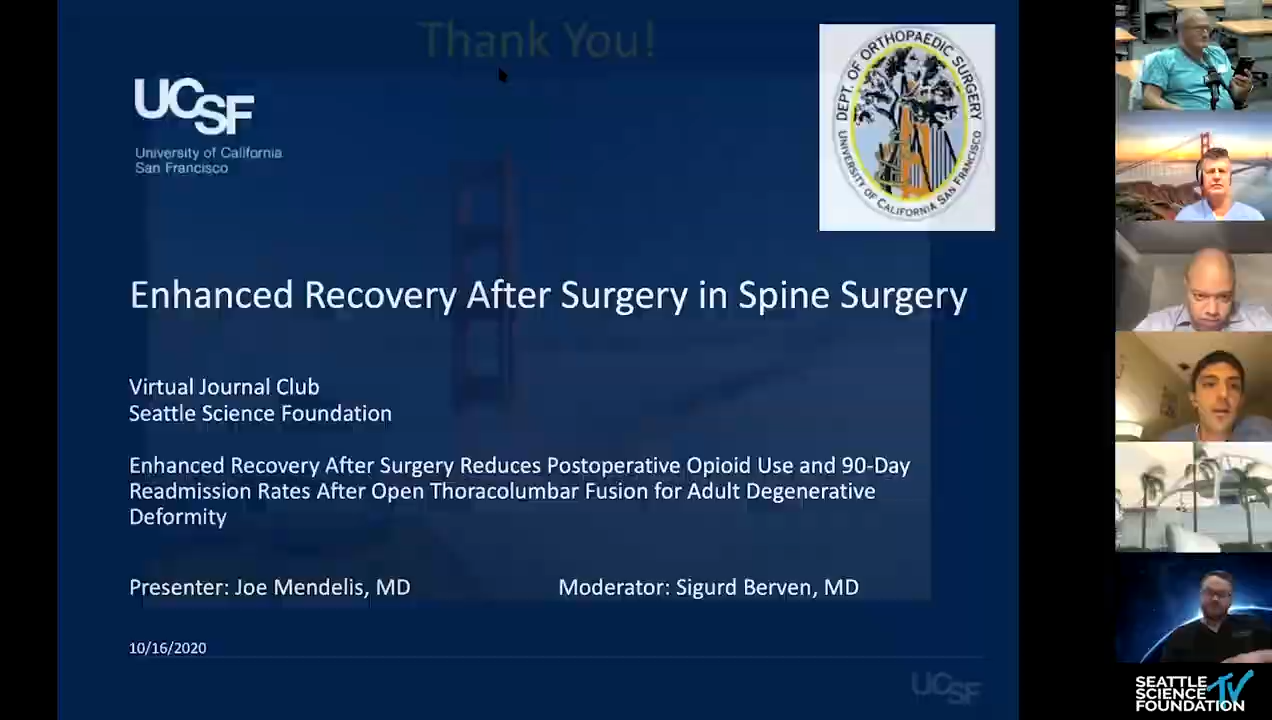 Thank You!
UCSF
University of California
San Francisco
DEPT. OF ORTHOPAEDIC SURGERY
UNIVERSITY OF CALIFORNIA SAN FRANCISCO
Enhanced Recovery After Surgery in Spine Surgery
Virtual Journal Club
Seattle Science Foundation
Enhanced Recovery After Surgery Reduces Postoperative Opioid Use and 90-Day
Readmission Rates After Open Thoracolumbar Fusion for Adult Degenerative
Deformity
Presenter: Joe Mendelis, MD
Moderator: Sigurd Berven, MD
10/16/2020
UCSF
SEATTLE
SCIENCE
FOUNDATION
TV